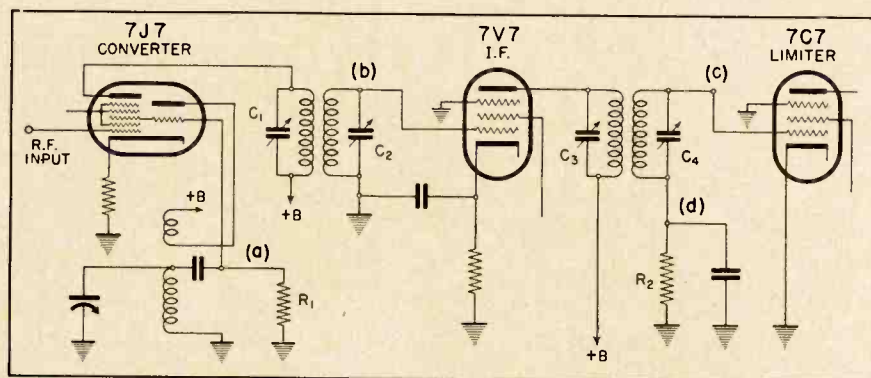 7J7
CONVERTER
7V7
I.F.
7C7
LIMITER
(b)
(c)
C1
C2
C3
C4
R.F.
INPUT
+B
+B
(a)
(d)
R1
R2
+B